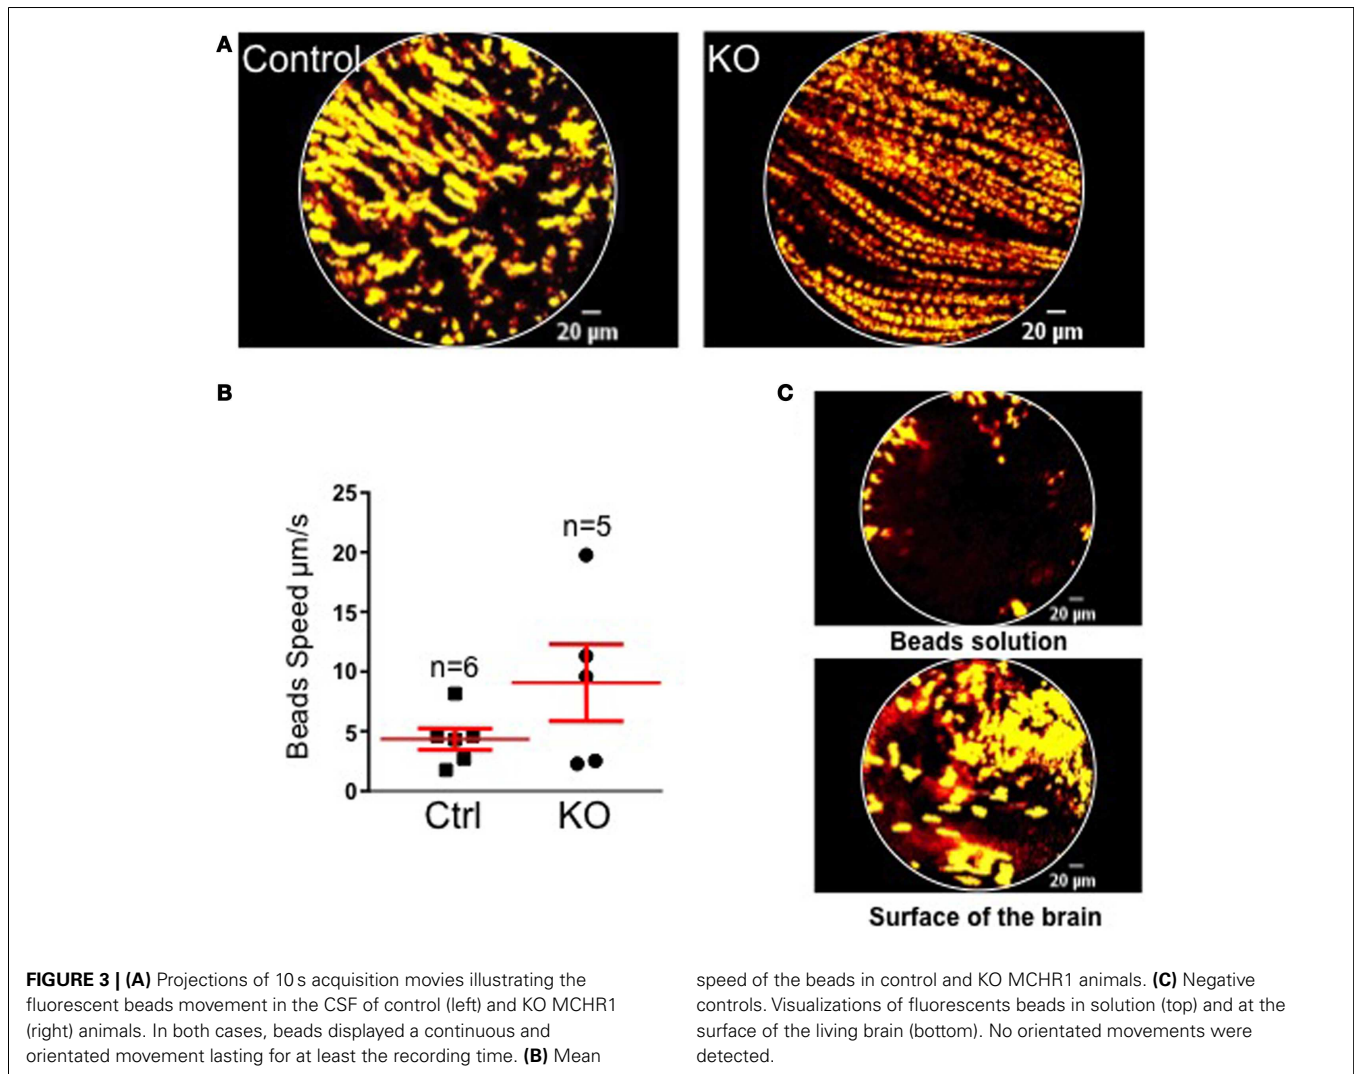 A
Control
20 µm
KO
20 µm
B
Beads Speed µm/s
25
20
15
10
5
0
n=6
n=5
Ctrl
KO
C
20 µm
Beads solution
20 µm
Surface of the brain
FIGURE 3 | (A) Projections of 10 s acquisition movies illustrating the
fluorescent beads movement in the CSF of control (left) and KO MCHR1
(right) animals. In both cases, beads displayed a continuous and
orientated movement lasting for at least the recording time. (B) Mean
speed of the beads in control and KO MCHR1 animals. (C) Negative
controls. Visualizations of fluorescents beads in solution (top) and at the
surface of the living brain (bottom). No orientated movements were
detected.